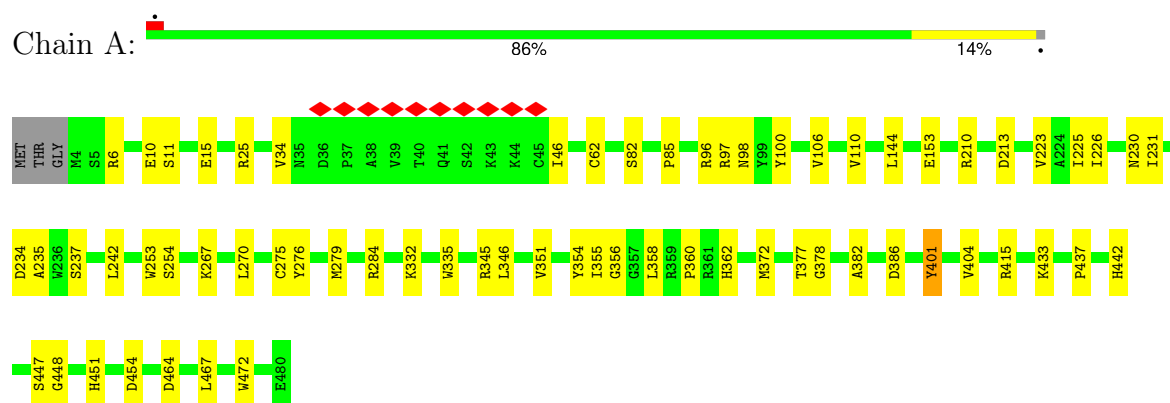 •
Chain A:
86% 14% •
MET THR GLY M4 S5 R6 E10 S11 E15 R25 V34 N35 D36 P37 A38 V39 T40 Q41 S42 K43 K44 C45 I46 C62 S82 P85 R96 R97 N98 Y99 Y100 V106 V110 L144 E153 R210 D213 V223 A224 I225 I226 N230 I231
D234 A235 W236 S237 L242 W253 S254 K267 L270 C275 Y276 M279 R284 K332 W335 R345 L346 V351 Y354 I355 G356 G357 L358 R359 P360 R361 H362 M372 T377 G378 A382 D386 Y401 V404 R415 K433 P437 H442
S447 G448 H451 D454 D464 L467 W472 E480